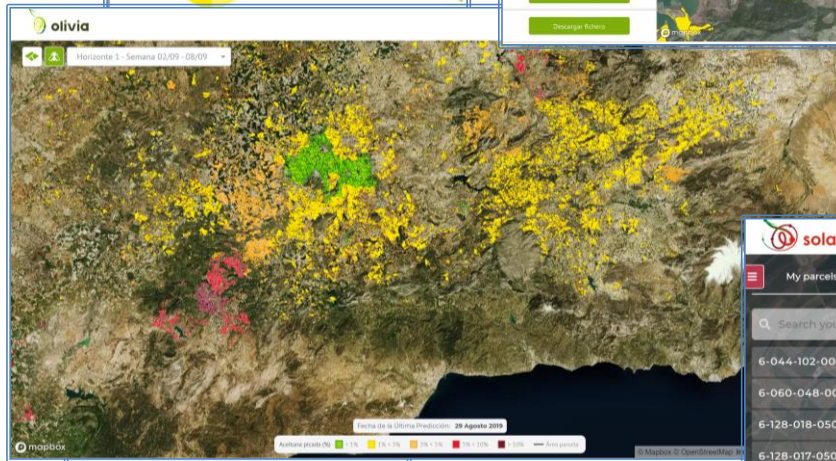 Descargar fichero
mapbox
olivia
Horizonte 1 - Semana 02/09 - 08/09
Fecha de la Última Predicción: 29 Agosto 2019
Aceituna picada (%) < 1% 1% < 3% 3% < 5% 5% < 10% > 10% Área parcela
mapbox
© Mapbox © OpenStreetMap
sola
My parcels
Search you
6-044-102-00
6-060-048-00
6-128-018-050
6-128-017-050